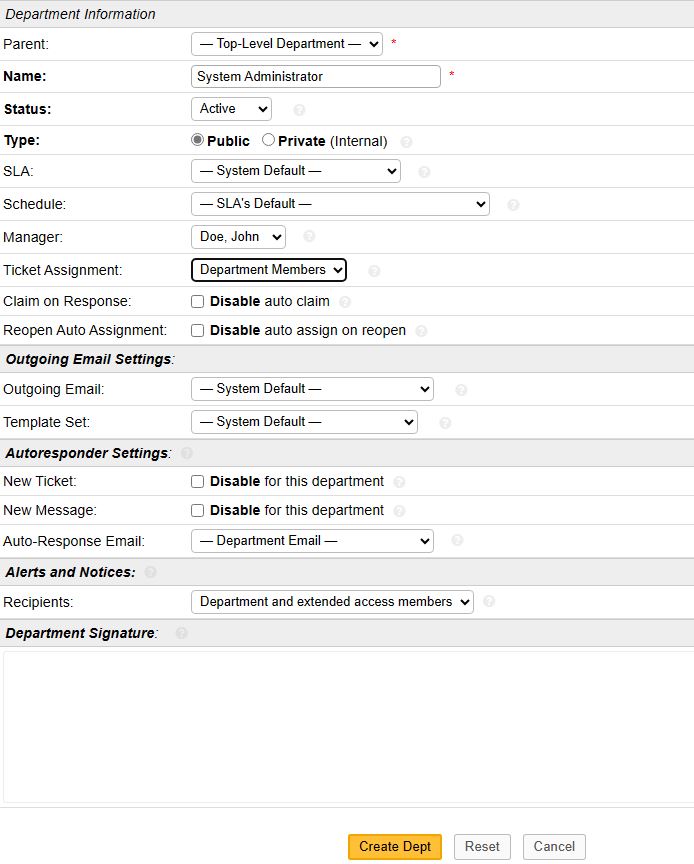 Department Information
Parent: — Top-Level Department — *
Name: System Administrator *
Status: Active ?
Type: Public Private (Internal) ?
SLA: — System Default — ?
Schedule: — SLA's Default — ?
Manager: Doe, John ?
Ticket Assignment: Department Members ?
Claim on Response: Disable auto claim ?
Reopen Auto Assignment: Disable auto assign on reopen ?
Outgoing Email Settings:
Outgoing Email: — System Default — ?
Template Set: — System Default — ?
Autoresponder Settings: ?
New Ticket: Disable for this department ?
New Message: Disable for this department ?
Auto-Response Email: — Department Email — ?
Alerts and Notices: ?
Recipients: Department and extended access members ?
Department Signature: ?
Create Dept Reset Cancel